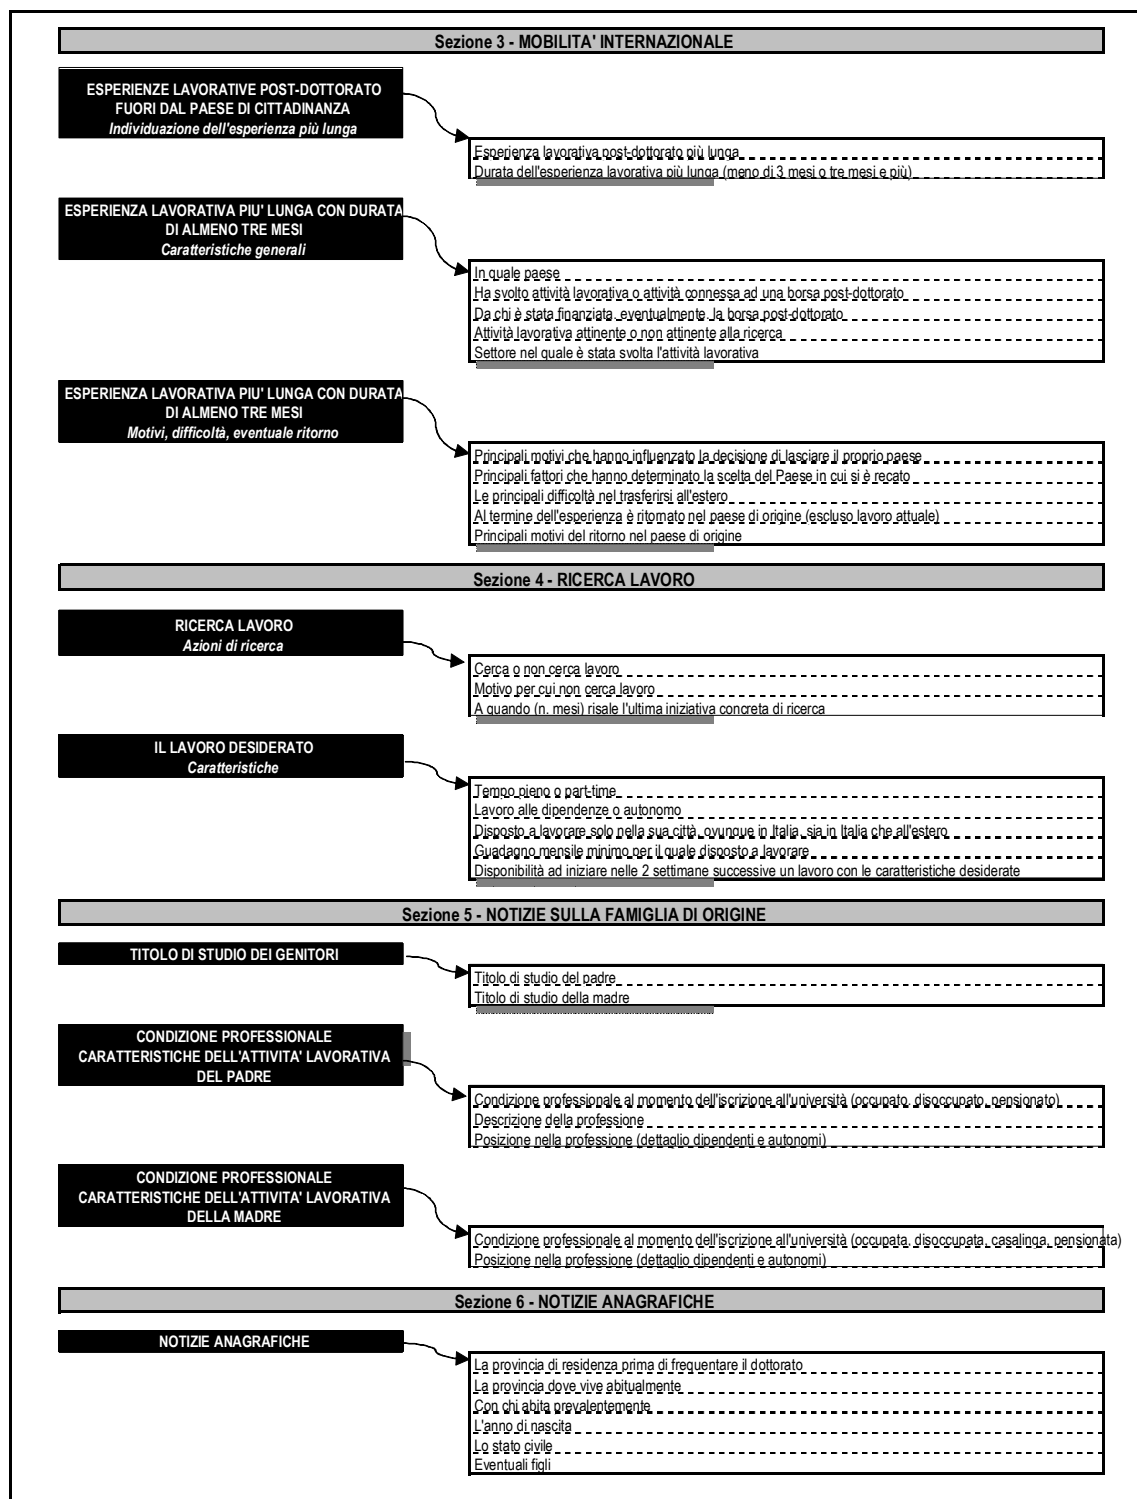 Sezione 3 - MOBILITA' INTERNAZIONALE
ESPERIENZE LAVORATIVE POST-DOTTORATO
FUORI DAL PAESE DI CITTADINANZA
Individuazione dell'esperienza più lunga
Esperienza lavorativa post-dottorato più lunga
Durata dell'esperienza lavorativa più lunga (meno di 3 mesi o tre mesi e più)
ESPERIENZA LAVORATIVA PIU' LUNGA CON DURATA
DI ALMENO TRE MESI
Caratteristiche generali
In quale paese
Ha svolto attività lavorativa o attività connessa ad una borsa post-dottorato
Da chi è stata finanziata, eventualmente, la borsa post-dottorato
Attività lavorativa attinente o non attinente alla ricerca
Settore nel quale è stata svolta l'attività lavorativa
ESPERIENZA LAVORATIVA PIU' LUNGA CON DURATA
DI ALMENO TRE MESI
Motivi, difficoltà, eventuale ritorno
Principali motivi che hanno influenzato la decisione di lasciare il proprio paese
Principali fattori che hanno determinato la scelta del Paese in cui si è recato
Le principali difficoltà nel trasferirsi all'estero
Al termine dell'esperienza è ritornato nel paese di origine (escluso lavoro attuale)
Principali motivi del ritorno nel paese di origine
Sezione 4 - RICERCA LAVORO
RICERCA LAVORO
Azioni di ricerca
Cerca o non cerca lavoro
Motivo per cui non cerca lavoro
A quando (n. mesi) risale l'ultima iniziativa concreta di ricerca
IL LAVORO DESIDERATO
Caratteristiche
Tempo pieno o part-time
Lavoro alle dipendenze o autonomo
Disposto a lavorare solo nella sua città, ovunque in Italia, sia in Italia che all'estero
Guadagno mensile minimo per il quale disposto a lavorare
Disponibilità ad iniziare nelle 2 settimane successive un lavoro con le caratteristiche desiderate
Sezione 5 - NOTIZIE SULLA FAMIGLIA DI ORIGINE
TITOLO DI STUDIO DEI GENITORI
Titolo di studio del padre
Titolo di studio della madre
CONDIZIONE PROFESSIONALE
CARATTERISTICHE DELL'ATTIVITA' LAVORATIVA
DEL PADRE
Condizione professionale al momento dell'iscrizione all'università (occupato, disoccupato, pensionato)
Descrizione della professione
Posizione nella professione (dettaglio dipendenti e autonomi)
CONDIZIONE PROFESSIONALE
CARATTERISTICHE DELL'ATTIVITA' LAVORATIVA
DELLA MADRE
Condizione professionale al momento dell'iscrizione all'università (occupata, disoccupata, casalinga, pensionata)
Posizione nella professione (dettaglio dipendenti e autonomi)
Sezione 6 - NOTIZIE ANAGRAFICHE
NOTIZIE ANAGRAFICHE
La provincia di residenza prima di frequentare il dottorato
La provincia dove vive abitualmente
Con chi abita prevalentemente
L'anno di nascita
Lo stato civile
Eventuali figli